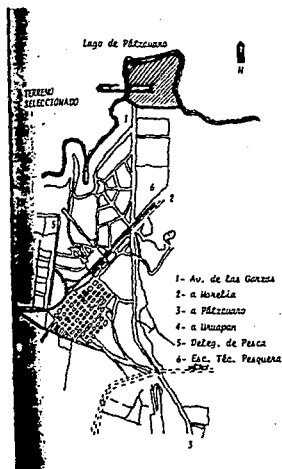 Lago de Pátzcuaro
N
TERRENO
SELECCIONADO
1
6
2
5
1- Av. de las Garzas
2- a Morelia
3- a Pátzcuaro
4- a Uruapan
5- Deleg. de Pesca
6- Esc. Téc. Pesquera
3